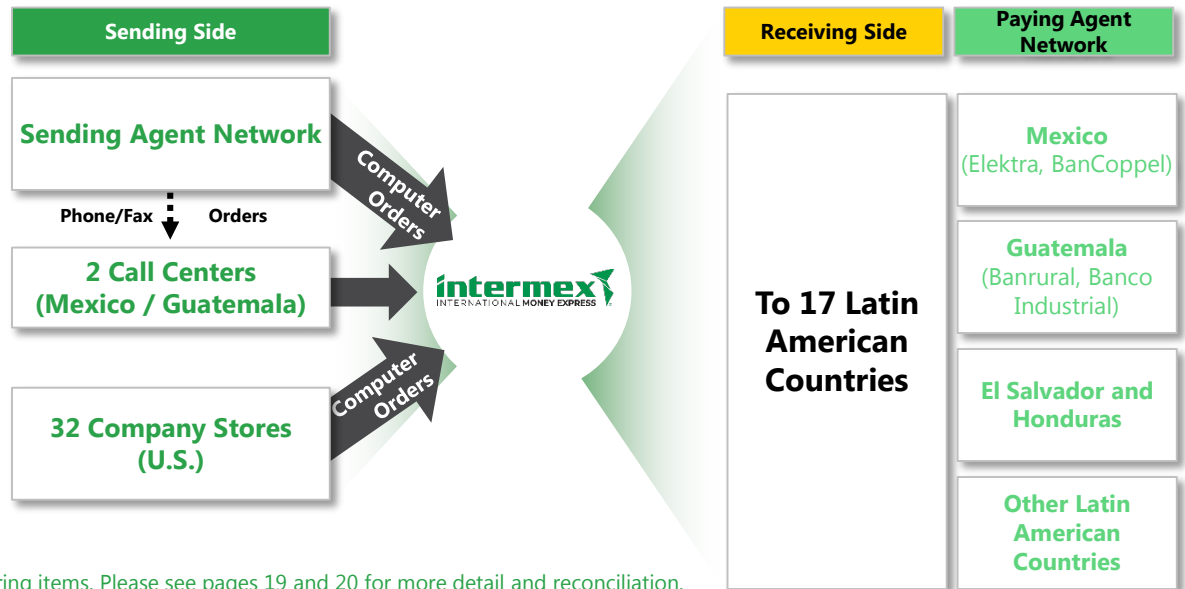 Sending Side
Receiving Side
Paying Agent
Network
Sending Agent Network
Computer
Orders
Phone/Fax Orders
2 Call Centers
(Mexico / Guatemala)
intermex
INTERNATIONAL MONEY EXPRESS
Computer
Orders
32 Company Stores
(U.S.)
To 17 Latin
American
Countries
Mexico
(Elektra, BanCoppel)
Guatemala
(Banrural, Banco
Industrial)
El Salvador and
Honduras
Other Latin
American
Countries
ring items. Please see pages 19 and 20 for more detail and reconciliation.